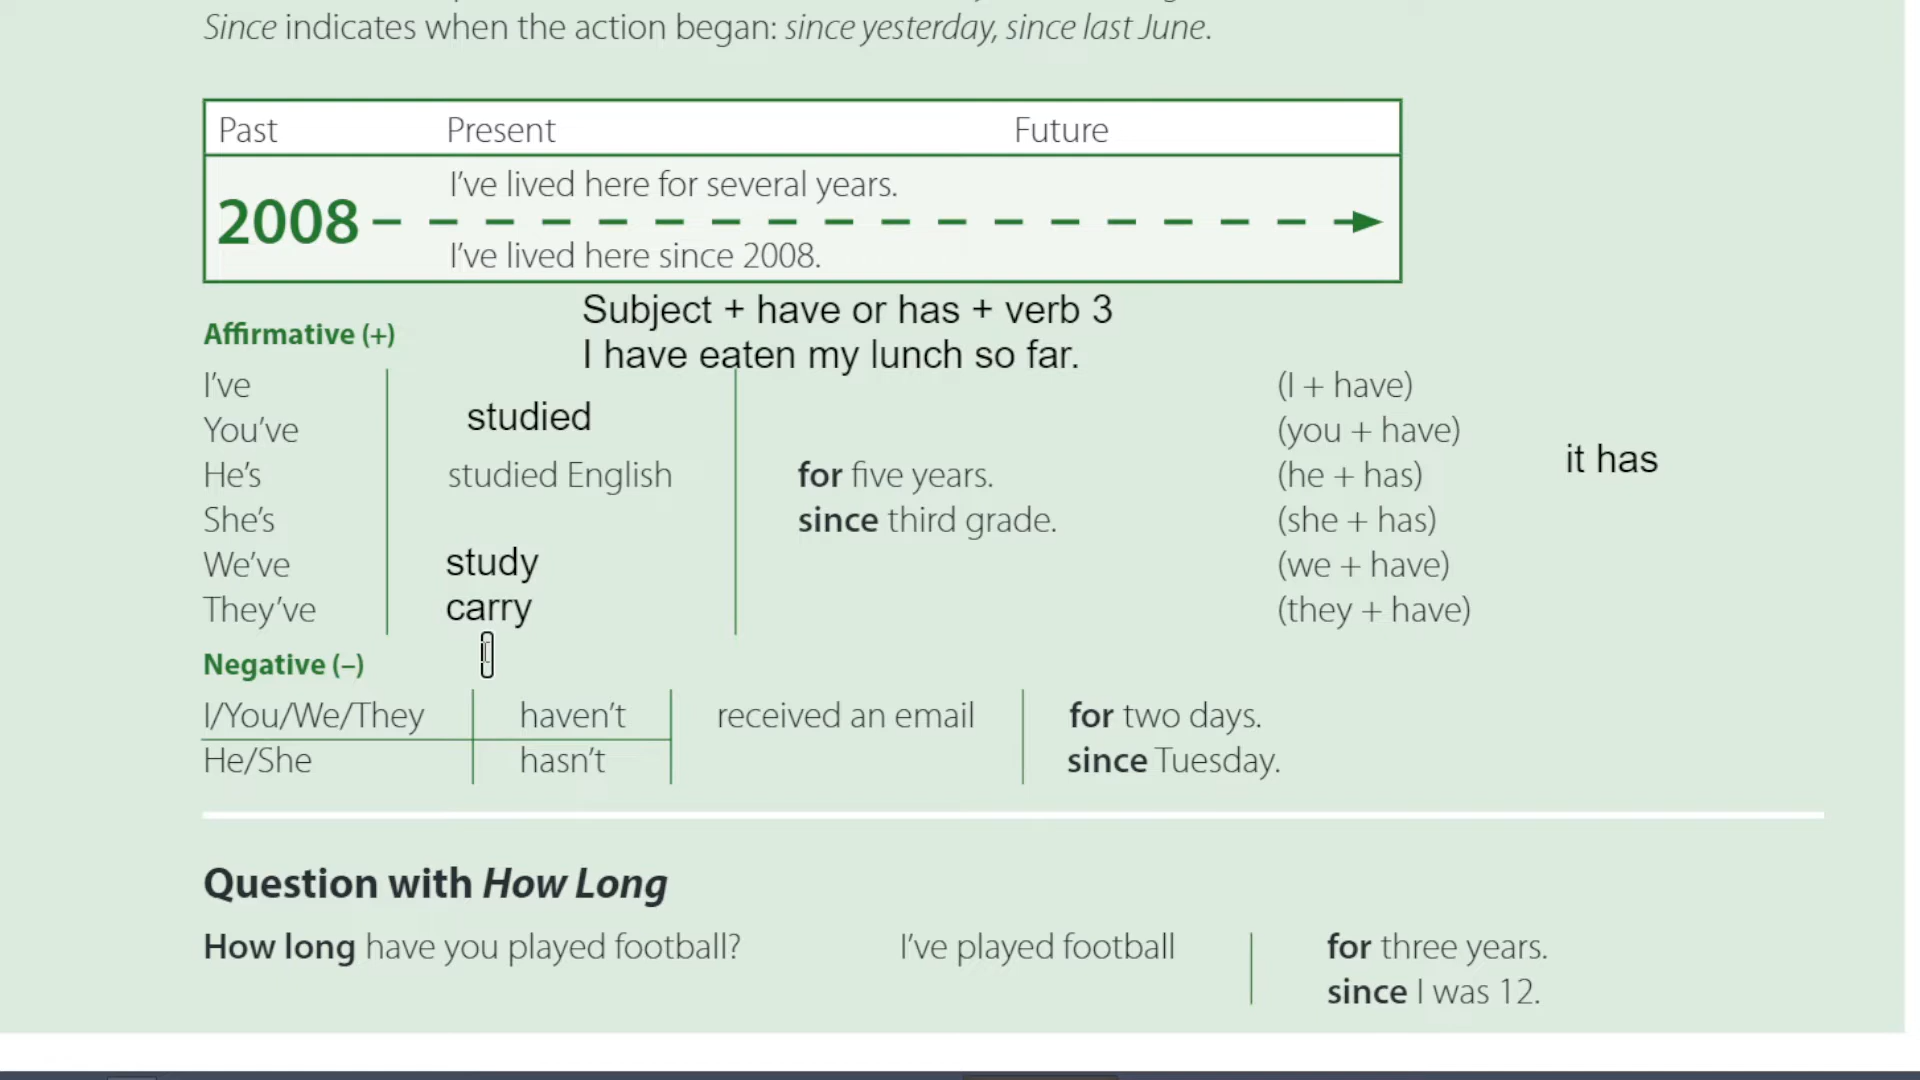 Since indicates when the action began: since yesterday, since last June.
Past Present Future
I've lived here for several years.
2008
I've lived here since 2008.
Subject + have or has + verb 3
Affirmative (+)
I have eaten my lunch so far.
I've (I + have)
studied
You've (you + have)
it has
He's studied English for five years. (he + has)
She's since third grade. (she + has)
We've study (we + have)
They've carry (they + have)
Negative (–)
I/You/We/They haven't received an email for two days.
He/She hasn't since Tuesday.
Question with How Long
How long have you played football? I've played football for three years.
since I was 12.